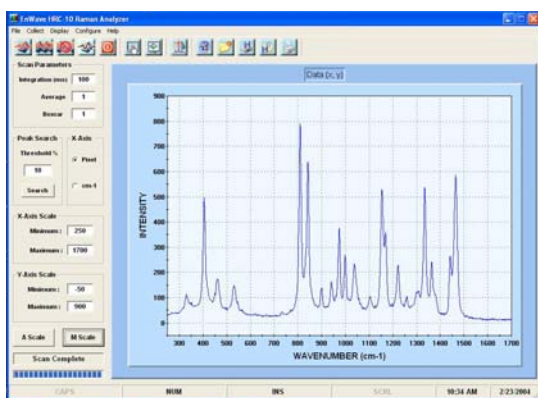 EnWave HRC-10 Raman Analyzer
File Collect Display Configure Help
Scan Parameters
Integration (ms) 100
Average 1
Boxcar 1
Peak Search
Threshold %
10
Search
X-Axis
Pixel
cm-1
X-Axis Scale
Minimum : 250
Maximum : 1700
Y-Axis Scale
Minimum : -50
Maximum : 900
A Scale M Scale
Scan Complete
Data (x, y)
INTENSITY
900
800
700
600
500
400
300
200
100
0
300 400 500 600 700 800 900 1000 1100 1200 1300 1400 1500 1600 1700
WAVENUMBER (cm-1)
CAPS NUM INS SCRL 10:34 AM 2/23/2004